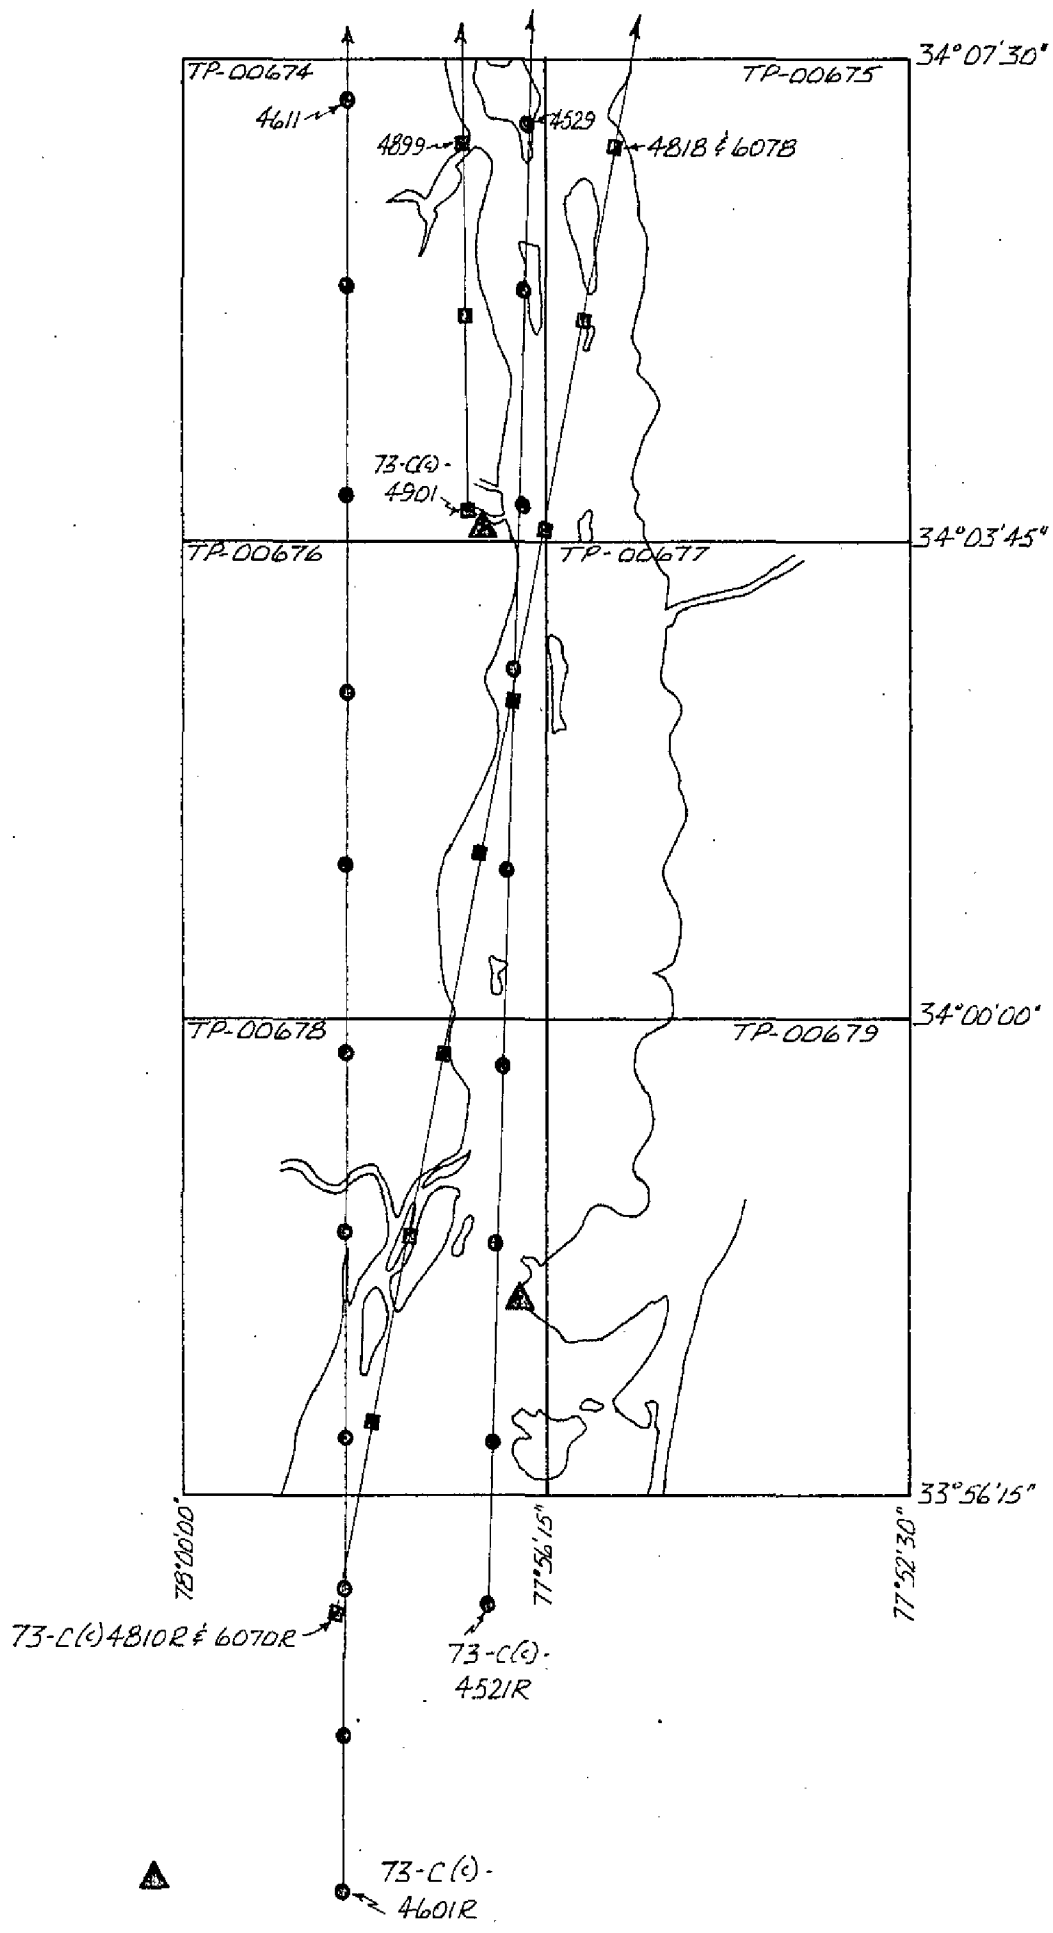 34°07'30"
TP-00674
TP-00675
4611
4529
4899
4818 & 6078
73-C(c)-
4901
34°03'45"
TP-00676
TP-00677
34°00'00"
TP-00678
TP-00679
33°56'15"
78°00'00"
77°56'15"
77°52'30"
73-C(c)4810R & 6070R
73-C(c)-
4521R
73-C(c)-
4601R